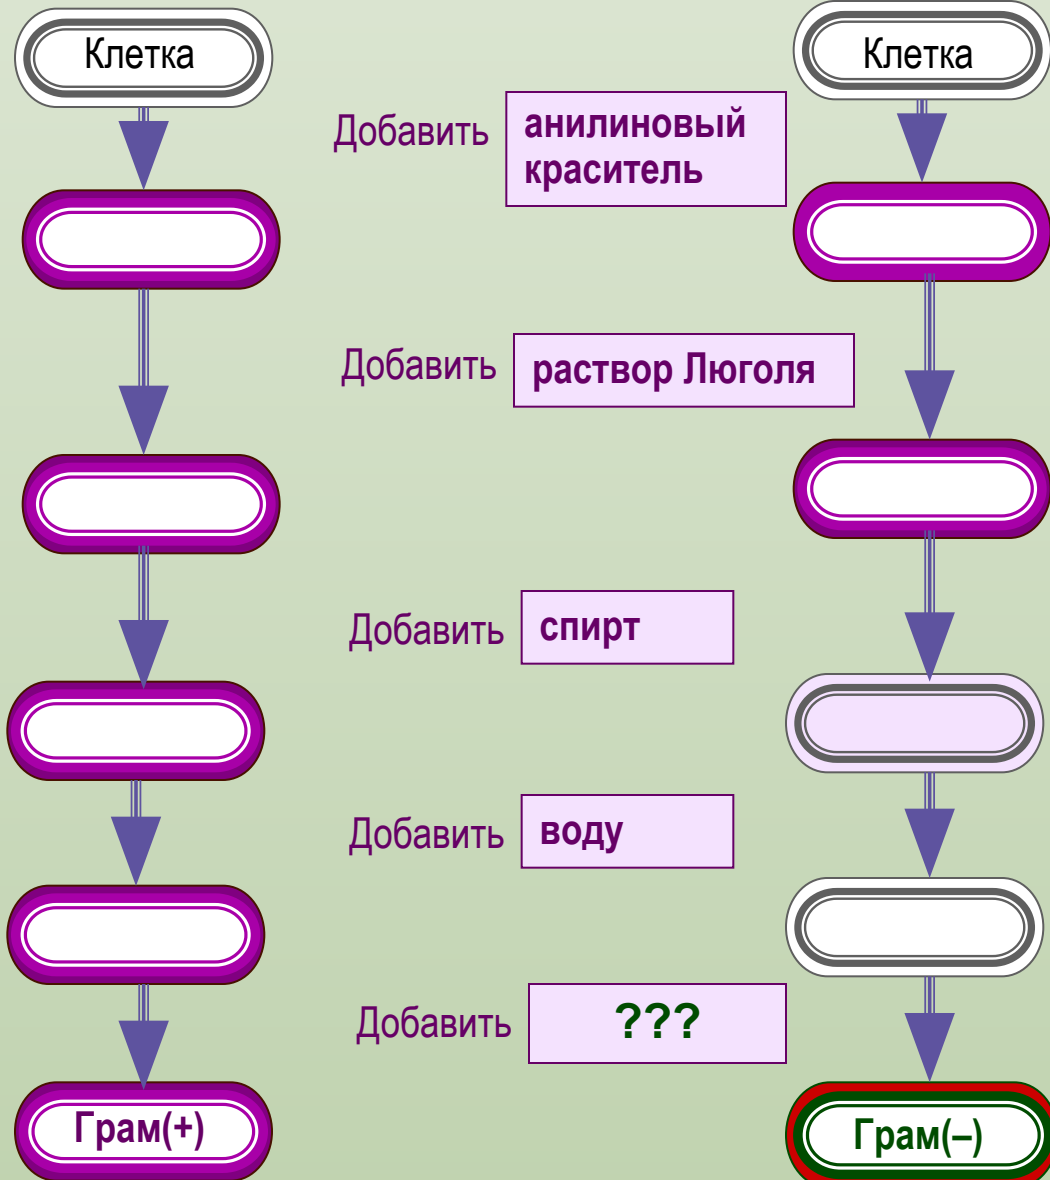 Клетка
Клетка
Добавить
анилиновый
краситель
Добавить
раствор Люголя
Добавить
спирт
Добавить
воду
Добавить
???
Грам(+)
Грам(–)